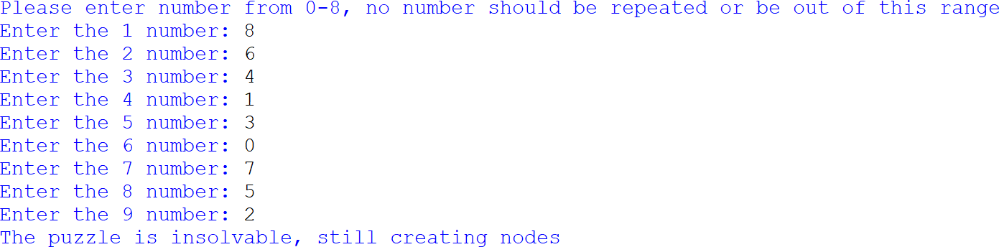 Please enter number from 0-8, no number should be repeated or be out of this range
Enter the 1 number: 8
Enter the 2 number: 6
Enter the 3 number: 4
Enter the 4 number: 1
Enter the 5 number: 3
Enter the 6 number: 0
Enter the 7 number: 7
Enter the 8 number: 5
Enter the 9 number: 2
The puzzle is insolvable, still creating nodes